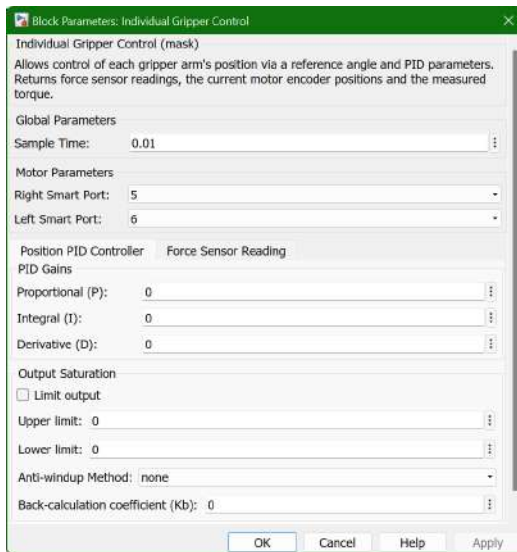 Block Parameters: Individual Gripper Control
Individual Gripper Control (mask)
Allows control of each gripper arm's position via a reference angle and PID parameters.
Returns force sensor readings, the current motor encoder positions and the measured
torque.
Global Parameters
Sample Time: 0.01
Motor Parameters
Right Smart Port: 5
Left Smart Port: 6
Position PID Controller Force Sensor Reading
PID Gains
Proportional (P): 0
Integral (I): 0
Derivative (D): 0
Output Saturation
Limit output
Upper limit: 0
Lower limit: 0
Anti-windup Method: none
Back-calculation coefficient (Kb): 0
OK Cancel Help Apply